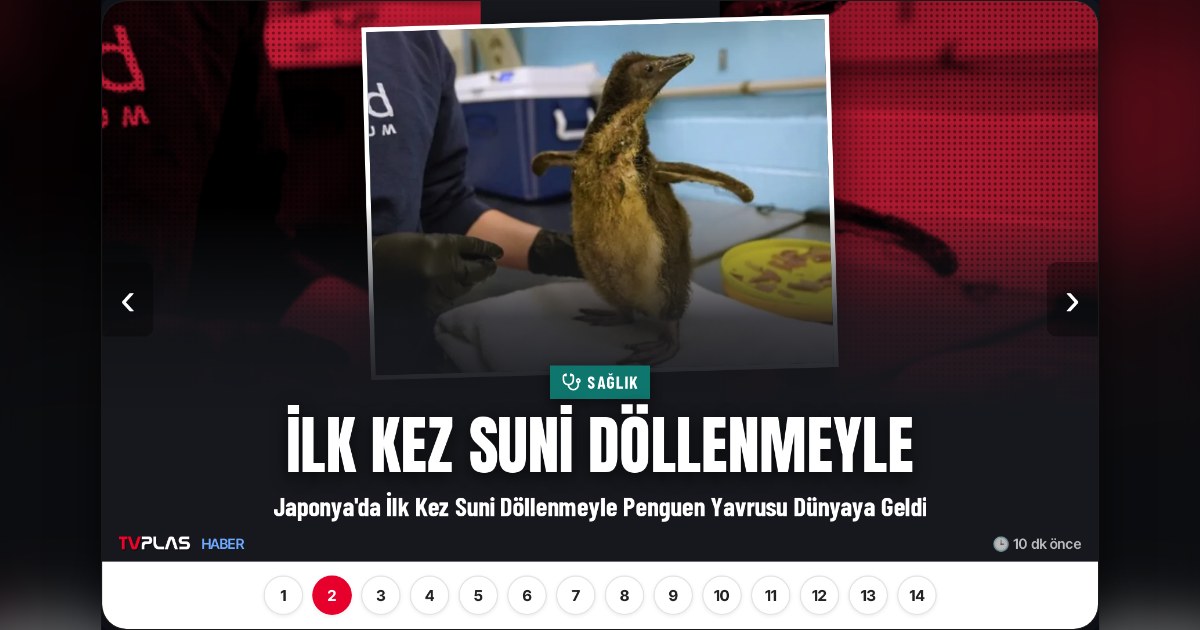 SAĞLIK
İLK KEZ SUNİ DÖLLENMEYLE
Japonya'da İlk Kez Suni Döllenmeyle Penguen Yavrusu Dünyaya Geldi
TVPLAS HABER
10 dk önce
1 2 3 4 5 6 7 8 9 10 11 12 13 14